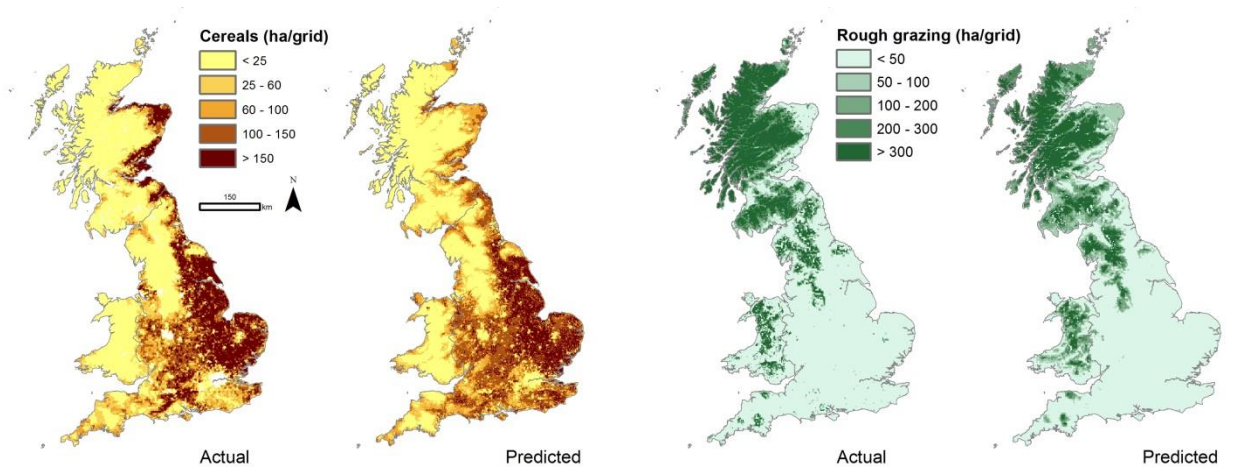 Cereals (ha/grid)
< 25
25 - 60
60 - 100
100 - 150
> 150
150
km
N
Actual
Predicted
Rough grazing (ha/grid)
< 50
50 - 100
100 - 200
200 - 300
> 300
Actual
Predicted